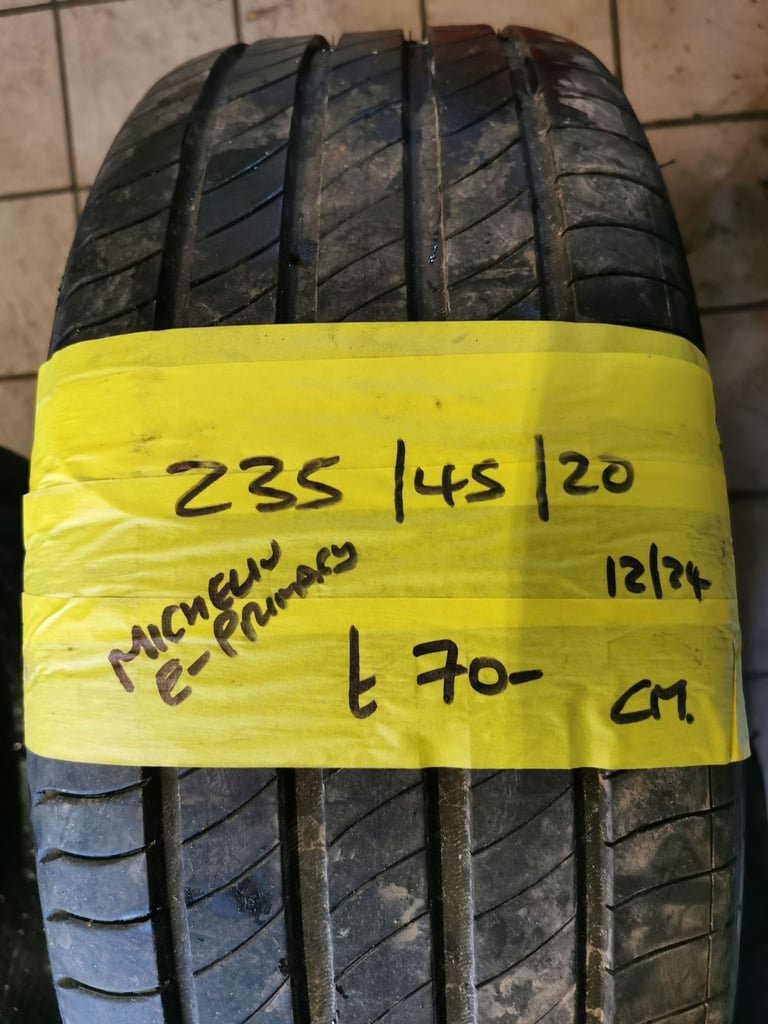 235/45/20
12/24
MICHELIN
e-PRIMACY
£ 70-
CM.